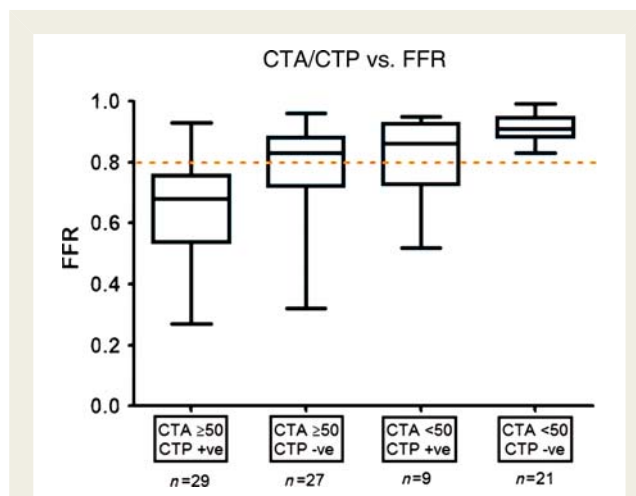 CTA/CTP vs. FFR
1.0
0.8
0.6
0.4
0.2
0.0
FFR
CTA ≥50
CTP +ve
CTA ≥50
CTP -ve
CTA <50
CTP +ve
CTA <50
CTP -ve
n=29
n=27
n=9
n=21